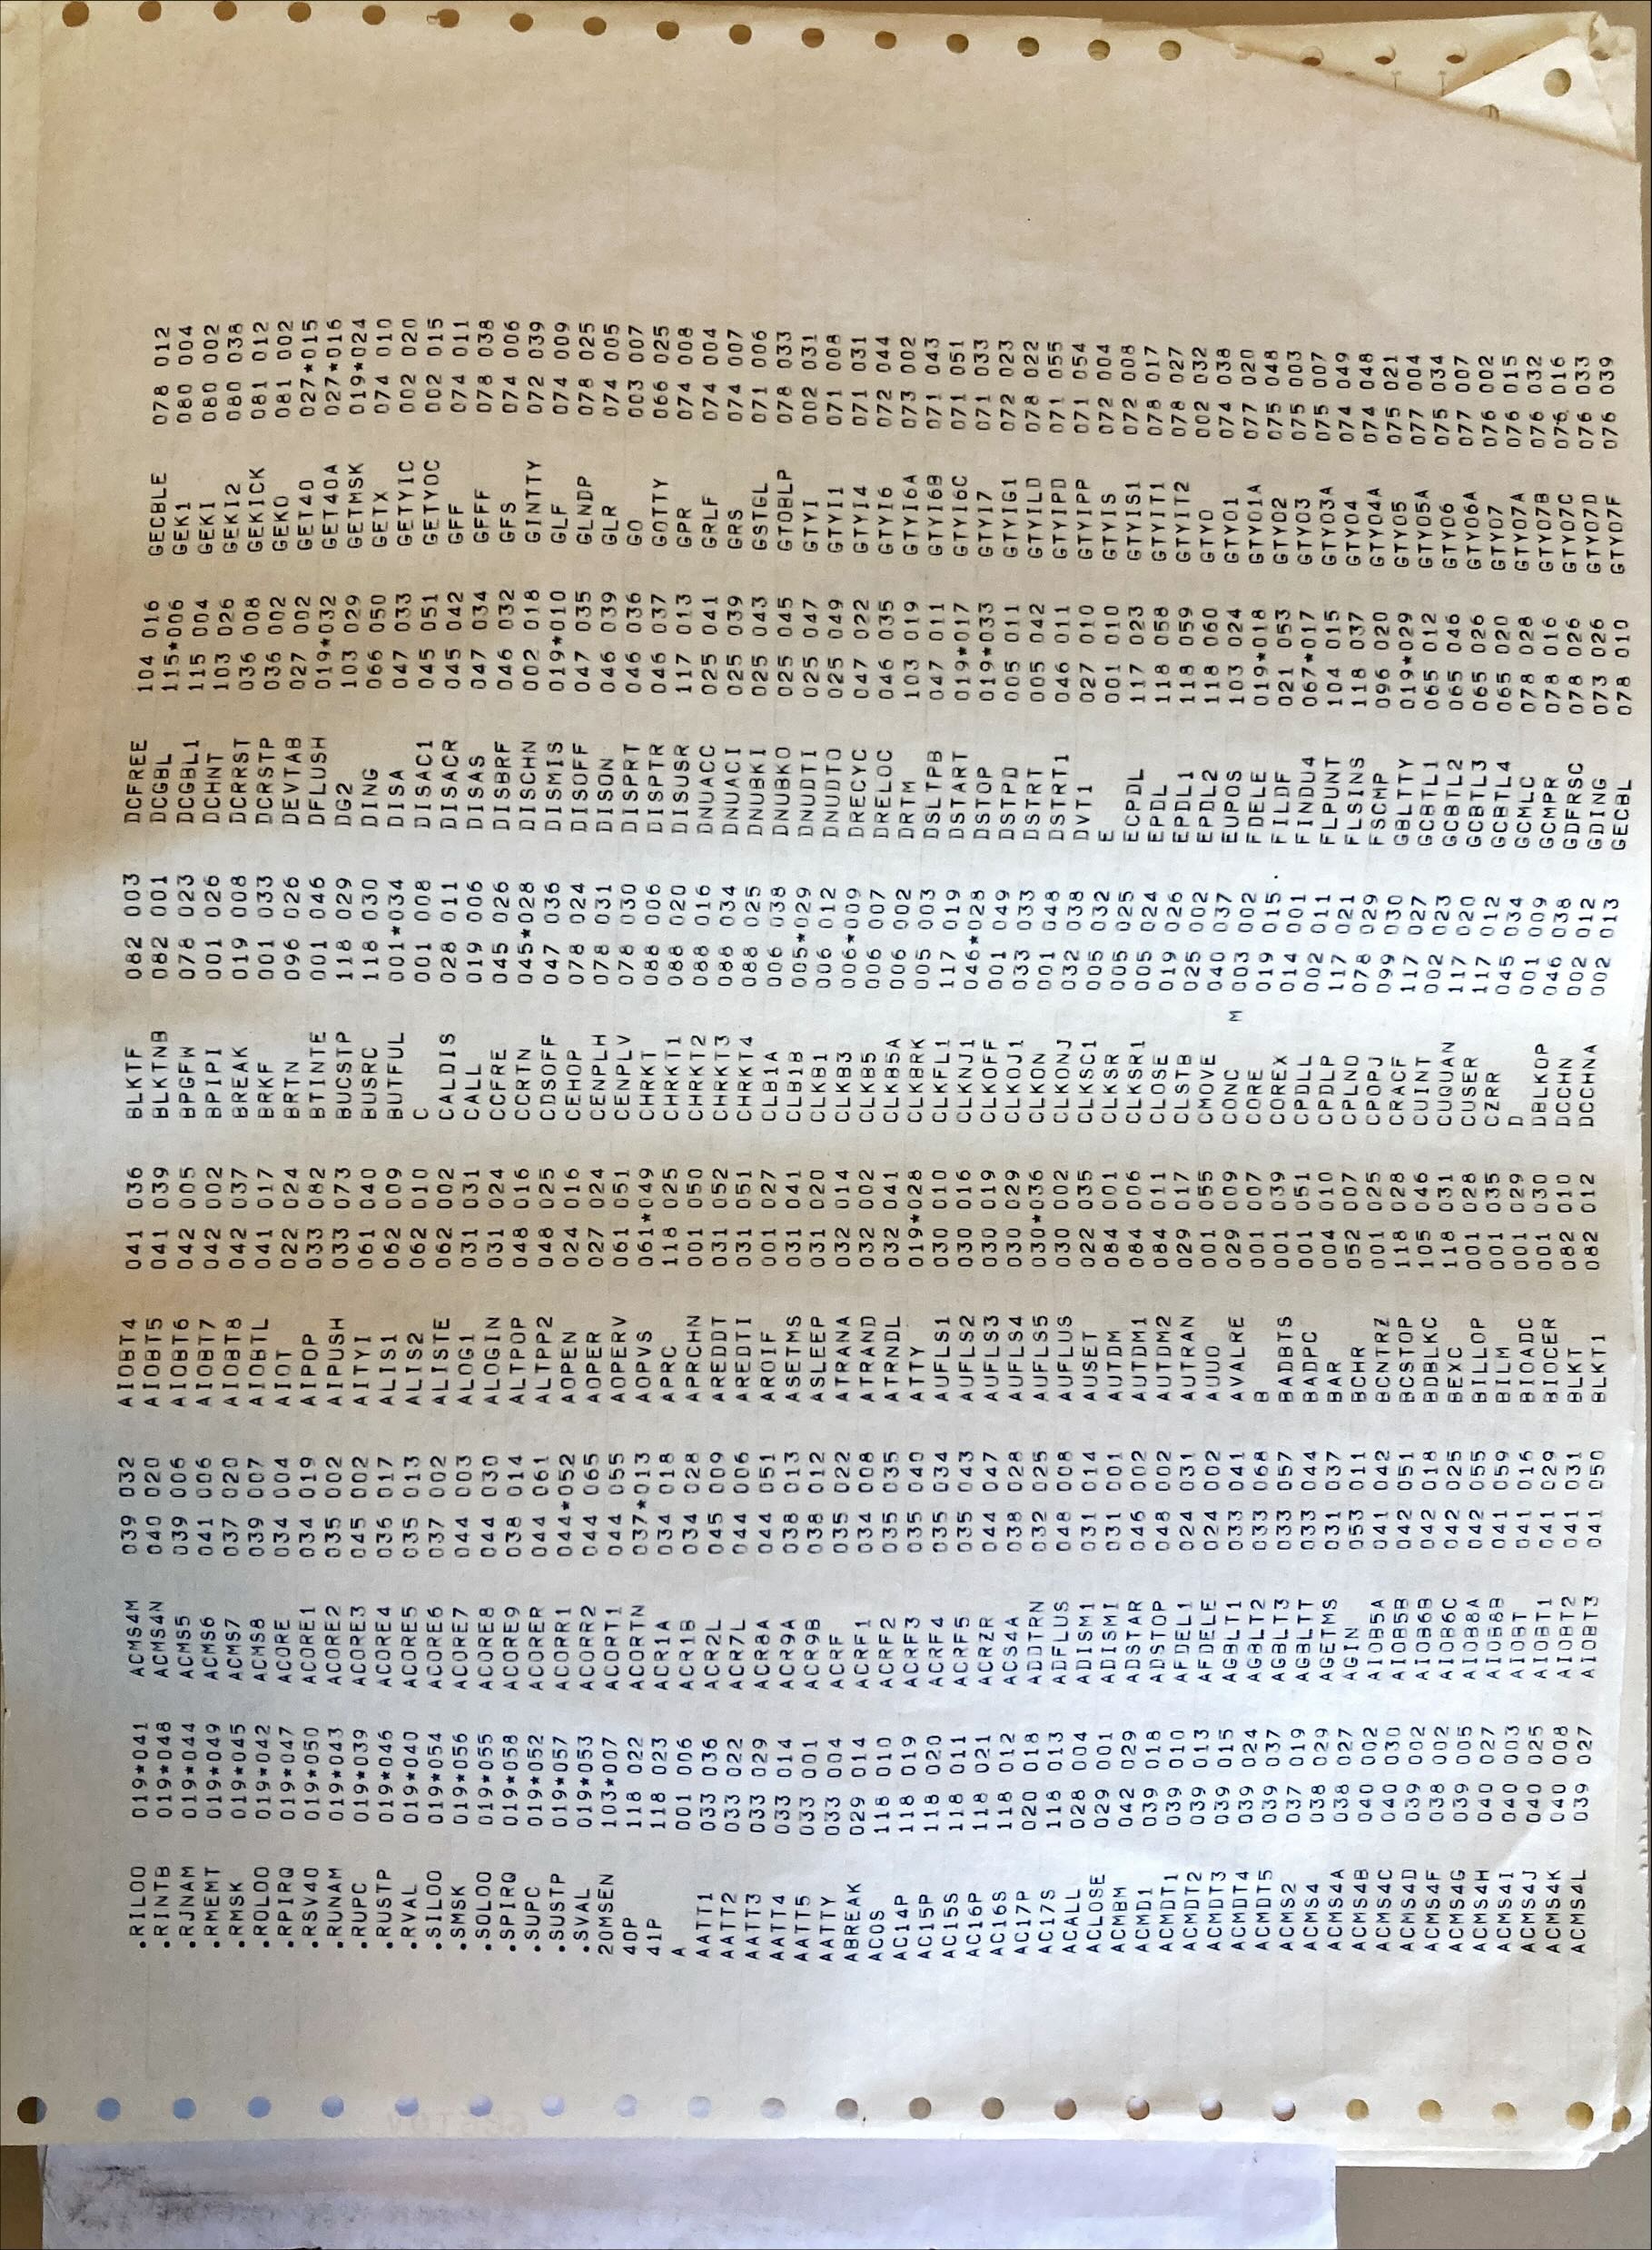 .RILOO 019*041
.RINTB 019*048
.RJNAM 019*044
.RMEMT 019*049
.RMSK 019*045
.ROLOO 019*042
.RPIRQ 019*047
.RSV40 019*050
.RUNAM 019*043
.RUPC 019*039
.RUSTP 019*046
.RVAL 019*040
.SILOO 019*054
.SMSK 019*056
.SOLOO 019*055
.SPIRQ 019*058
.SUPC 019*052
.SUSTP 019*057
.SVAL 019*053
20MSEN 103*007
40P 118 022
41P 118 023
A 001 006
AATT1 033 036
AATT2 033 022
AATT3 033 029
AATT4 033 014
AATT5 033 001
AATTY 033 004
ABREAK 029 014
ACOS 118 010
AC14P 118 019
AC15P 118 020
AC15S 118 011
AC16P 118 021
AC16S 118 012
AC17P 020 018
AC17S 118 013
ACALL 028 004
ACLOSE 029 001
ACMBM 042 029
ACMD1 039 018
ACMDT1 039 010
ACMDT2 039 013
ACMDT3 039 015
ACMDT4 039 024
ACMDT5 039 037
ACMS2 037 019
ACMS4 038 029
ACMS4A 038 027
ACMS4B 040 002
ACMS4C 040 030
ACMS4D 039 002
ACMS4F 038 002
ACMS4G 039 005
ACMS4H 040 027
ACMS4I 040 003
ACMS4J 040 025
ACMS4K 040 008
ACMS4L 039 027
ACMS4M 039 032
ACMS4N 040 020
ACMS5 039 006
ACMS6 041 006
ACMS7 037 020
ACMS8 039 007
ACORE 034 004
ACORE1 034 019
ACORE2 035 002
ACORE3 045 002
ACORE4 036 017
ACORE5 035 013
ACORE6 037 002
ACORE7 044 003
ACORE8 044 030
ACORE9 038 014
ACORER 044 061
ACORR1 044*052
ACORR2 044 065
ACORT1 044 055
ACORTN 037*013
ACR1A 034 018
ACR1B 034 028
ACR2L 045 009
ACR7L 044 006
ACR8A 044 051
ACR9A 038 013
ACR9B 038 012
ACRF 035 022
ACRF1 034 008
ACRF2 035 035
ACRF3 035 040
ACRF4 035 034
ACRF5 035 043
ACRZR 044 047
ACS4A 038 028
ADDTRN 032 025
ADFLUS 048 008
ADISM1 031 014
ADISMI 031 001
ADSTAR 046 002
ADSTOP 048 002
AFDEL1 024 031
AFDELE 024 002
AGBLT1 033 041
AGBLT2 033 068
AGBLT3 033 057
AGBLTT 033 044
AGETMS 031 037
AGIN 053 011
AIOB5A 041 042
AIOB5B 042 051
AIOB6B 042 018
AIOB6C 042 025
AIOB8A 042 055
AIOB8B 041 059
AIOBT 041 016
AIOBT1 041 029
AIOBT2 041 031
AIOBT3 041 050
AIOBT4 041 036
AIOBT5 041 039
AIOBT6 042 005
AIOBT7 042 002
AIOBT8 042 037
AIOBTL 041 017
AIOT 022 024
AIPOP 033 082
AIPUSH 033 073
AITYI 061 040
ALIS1 062 009
ALIS2 062 010
ALISTE 062 002
ALOG1 031 031
ALOGIN 031 024
ALTPOP 048 016
ALTPP2 048 025
AOPEN 024 016
AOPER 027 024
AOPERV 061 051
AOPVS 061*049
APRC 118 025
APRCHN 001 050
AREDDT 031 052
AREDTI 031 051
AROIF 001 027
ASETMS 031 041
ASLEEP 031 020
ATRANA 032 014
ATRAND 032 002
ATRNDL 032 041
ATTY 019*028
AUFLS1 030 010
AUFLS2 030 016
AUFLS3 030 019
AUFLS4 030 029
AUFLS5 030*036
AUFLUS 030 002
AUSET 022 035
AUTDM 084 001
AUTDM1 084 006
AUTDM2 084 011
AUTRAN 029 017
AUUO 001 055
AVALRE 029 009
B 001 007
BADBTS 001 039
BADPC 001 051
BAR 004 010
BCHR 052 007
BCNTRZ 001 025
BCSTOP 118 028
BDBLKC 105 046
BEXC 118 031
BILLOP 001 028
BILM 001 035
BIOADC 001 029
BIOCER 001 030
BLKT 082 010
BLKT1 082 012
BLKTF 082 003
BLKTNB 082 001
BPGFW 078 023
BPIPI 001 026
BREAK 019 008
BRKF 001 033
BRTN 096 026
BTINTE 001 046
BUCSTP 118 029
BUSRC 118 030
BUTFUL 001*034
C 001 008
CALDIS 028 011
CALL 019 006
CCFRE 045 026
CCRTN 045*028
CDSOFF 047 036
CEHOP 078 024
CENPLH 078 031
CENPLV 078 030
CHRKT 088 006
CHRKT1 088 020
CHRKT2 088 016
CHRKT3 088 034
CHRKT4 088 025
CLB1A 006 038
CLB1B 005*029
CLKB1 006 012
CLKB3 006*009
CLKB5 006 007
CLKB5A 006 002
CLKBRK 005 003
CLKFL1 117 019
CLKNJ1 046*028
CLKOFF 001 049
CLKOJ1 033 033
CLKON 001 048
CLKONJ 032 038
CLKSC1 005 032
CLKSR 005 025
CLKSR1 005 024
CLOSE 019 026
CLSTB 025 002
CMOVE 040 037
CONC M 003 002
CORE 019 015
COREX 014 001
CPDLL 002 011
CPDLP 117 021
CPLNO 078 029
CPOPJ 099 030
CRACF 117 027
CUINT 002 023
CUQUAN 117 020
CUSER 117 012
CZRR 045 034
D 001 009
DBLKOP 046 038
DCCHN 002 012
DCCHNA 002 013
DCFREE 104 016
DCGBL 115*006
DCGBL1 115 004
DCHNT 103 026
DCRRST 036 008
DCRSTP 036 002
DEVTAB 027 002
DFLUSH 019*032
DG2 103 029
DING 066 050
DISA 047 033
DISAC1 045 051
DISACR 045 042
DISAS 047 034
DISBRF 046 032
DISCHN 002 018
DISMIS 019*010
DISOFF 047 035
DISON 046 039
DISPRT 046 036
DISPTR 046 037
DISUSR 117 013
DNUACC 025 041
DNUACI 025 039
DNUBKI 025 043
DNUBKO 025 045
DNUDTI 025 047
DNUDTO 025 049
DRECYC 047 022
DRELOC 046 035
DRTM 103 019
DSLTPB 047 011
DSTART 019*017
DSTOP 019*033
DSTPD 005 011
DSTRT 005 042
DSTRT1 046 011
DVT1 027 010
E 001 010
ECPDL 117 023
EPDL 118 058
EPDL1 118 059
EPDL2 118 060
EUPOS 103 024
FDELE 019*018
FILDF 021 053
FINDU4 067*017
FLPUNT 104 015
FLSINS 118 037
FSCMP 096 020
GBLTTY 019*029
GCBTL1 065 012
GCBTL2 065 046
GCBTL3 065 026
GCBTL4 065 020
GCMLC 078 028
GCMPR 078 016
GDFRSC 078 026
GDING 073 026
GECBL 078 010
GECBLE 078 012
GEK1 080 004
GEKI 080 002
GEKI2 080 038
GEKICK 081 012
GEKO 081 002
GET40 027*015
GET40A 027*016
GETMSK 019*024
GETX 074 010
GETYIC 002 020
GETYOC 002 015
GFF 074 011
GFFF 078 038
GFS 074 006
GINTTY 072 039
GLF 074 009
GLNDP 078 025
GLR 074 005
GO 003 007
GOTTY 066 025
GPR 074 008
GRLF 074 004
GRS 074 007
GSTGL 071 006
GTOBLP 078 033
GTYI 002 031
GTYI1 071 008
GTYI4 071 031
GTYI6 072 044
GTYI6A 073 002
GTYI6B 071 043
GTYI6C 071 051
GTYI7 071 033
GTYIG1 072 023
GTYILD 078 022
GTYIPD 071 055
GTYIPP 071 054
GTYIS 072 004
GTYIS1 072 008
GTYIT1 078 017
GTYIT2 078 027
GTYO 002 032
GTYO1 074 038
GTYO1A 077 020
GTYO2 075 048
GTYO3 075 003
GTYO3A 075 007
GTYO4 074 049
GTYO4A 074 048
GTYO5 075 021
GTYO5A 077 004
GTYO6 075 034
GTYO6A 077 007
GTYO7 076 002
GTYO7A 076 015
GTYO7B 076 032
GTYO7C 076 016
GTYO7D 076 033
GTYO7F 076 039